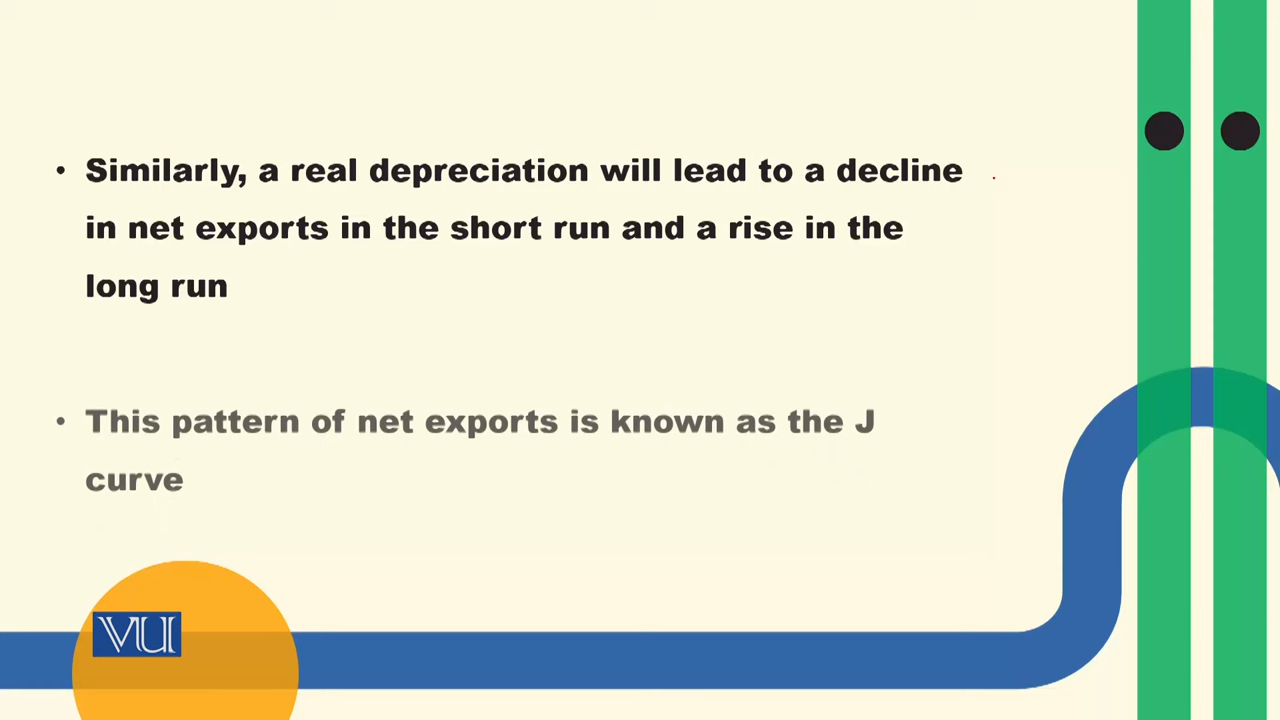 • Similarly, a real depreciation will lead to a decline
in net exports in the short run and a rise in the
long run
• This pattern of net exports is known as the J
curve
VU